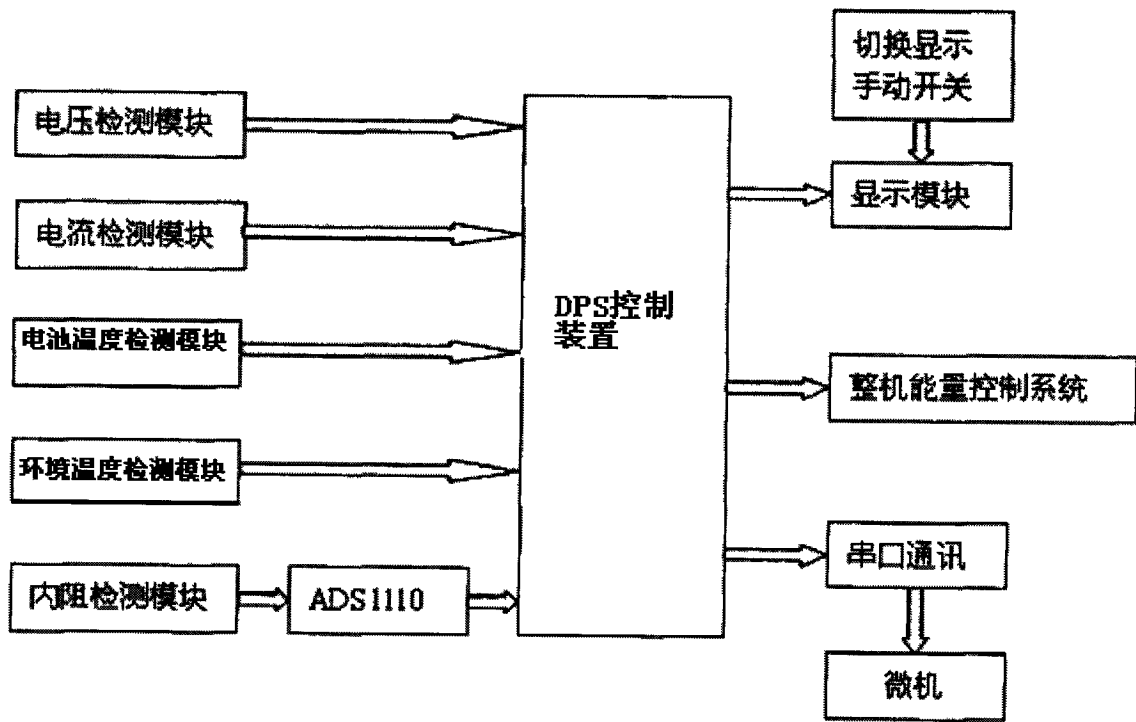 切换显示
手动开关
电压检测模块
显示模块
电流检测模块
DPS控制
装置
电池温度检测模块
整机能量控制系统
环境温度检测模块
串口通讯
内阻检测模块
ADS1110
微机